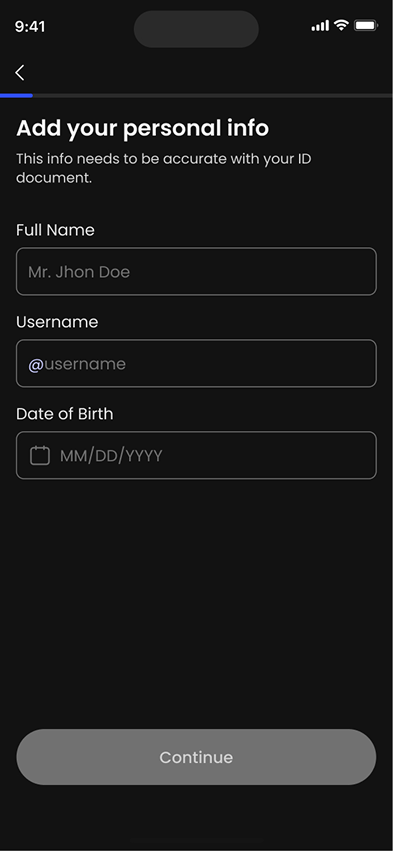 9:41
Add your personal info
This info needs to be accurate with your ID
document.
Full Name
Mr. Jhon Doe
Username
@username
Date of Birth
MM/DD/YYYY
Continue